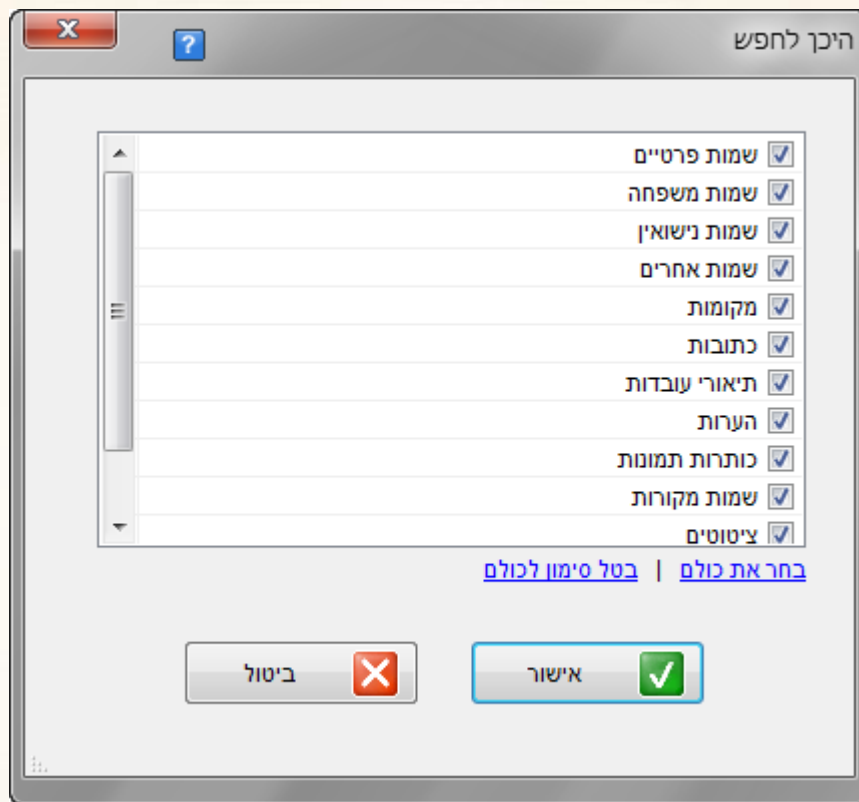 היכן לחפש
שמות פרטיים
שמות משפחה
שמות נישואין
שמות אחרים
מקומות
כתובות
תיאורי עובדות
הערות
כותרות תמונות
שמות מקורות
ציטוטים
בחר את כולם | בטל סימון לכולם
אישור ביטול